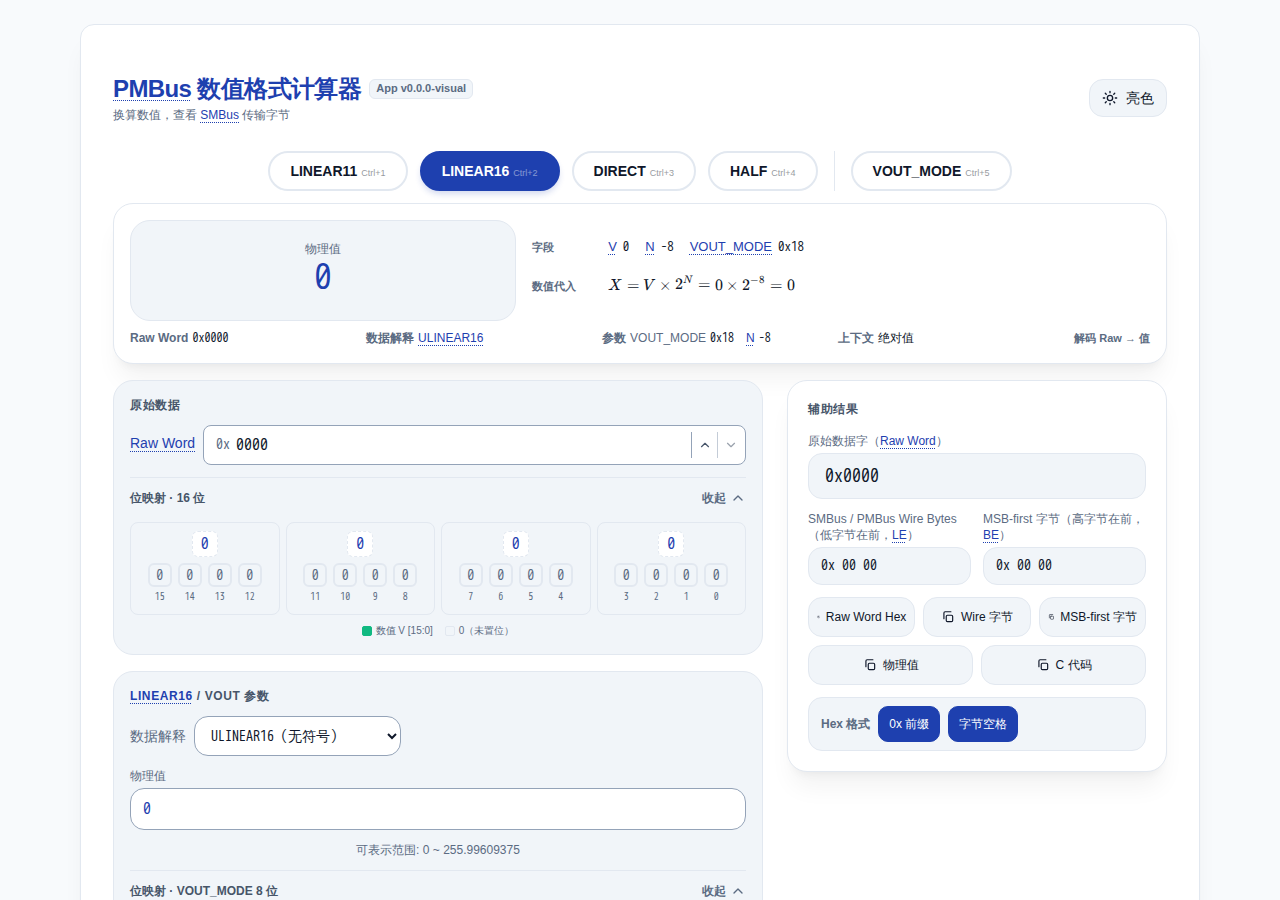 PMBus 数值格式计算器 App v0.0.0-visual
换算数值，查看 SMBus 传输字节
亮色
LINEAR11 Ctrl+1
LINEAR16 Ctrl+2
DIRECT Ctrl+3
HALF Ctrl+4
VOUT_MODE Ctrl+5
物理值
0
字段 V 0 N -8 VOUT_MODE 0x18
数值代入 X = V × 2^N = 0 × 2^−8 = 0
Raw Word 0x0000
数据解释 ULINEAR16
参数 VOUT_MODE 0x18 N -8
上下文 绝对值
解码 Raw → 值
原始数据
Raw Word 0x 0000
位映射 · 16 位 收起
0 0 0 0
0 0 0 0 0 0 0 0 0 0 0 0 0 0 0 0
15 14 13 12 11 10 9 8 7 6 5 4 3 2 1 0
数值 V [15:0] 0（未置位）
LINEAR16 / VOUT 参数
数据解释 ULINEAR16 (无符号)
物理值
0
可表示范围: 0 ~ 255.99609375
位映射 · VOUT_MODE 8 位 收起
辅助结果
原始数据字（Raw Word）
0x0000
SMBus / PMBus Wire Bytes
（低字节在前，LE）
0x 00 00
MSB-first 字节（高字节在前，
BE）
0x 00 00
Raw Word Hex
Wire 字节
MSB-first 字节
物理值
C 代码
Hex 格式 0x 前缀 字节空格